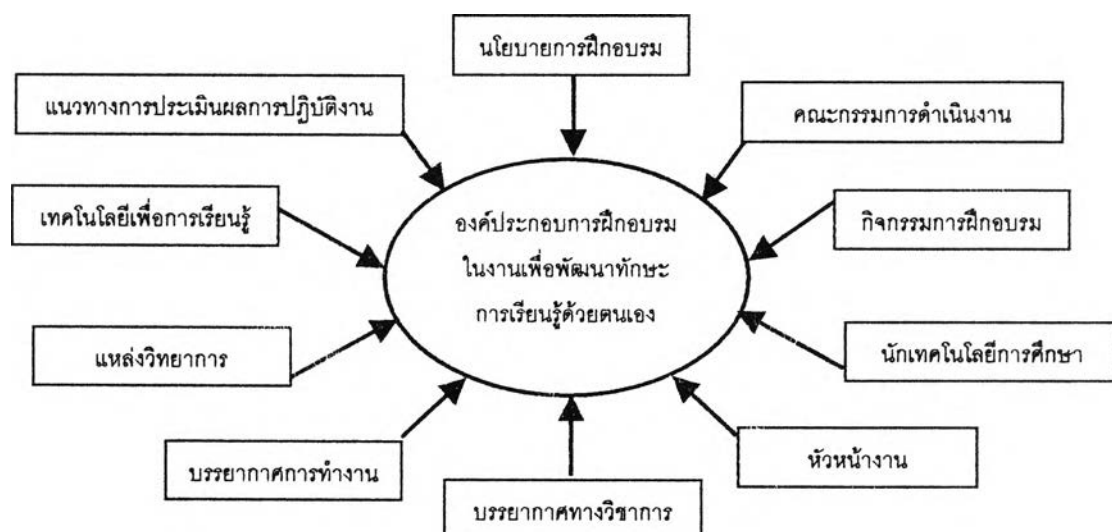 นโยบายการฝึกอบรม
แนวทางการประเมินผลการปฏิบัติงาน
คณะกรรมการดำเนินงาน
เทคโนโลยีเพื่อการเรียนรู้
กิจกรรมการฝึกอบรม
องค์ประกอบการฝึกอบรม
ในงานเพื่อพัฒนาทักษะ
การเรียนรู้ด้วยตนเอง
แหล่งวิทยาการ
นักเทคโนโลยีการศึกษา
บรรยากาศการทำงาน
หัวหน้างาน
บรรยากาศทางวิชาการ